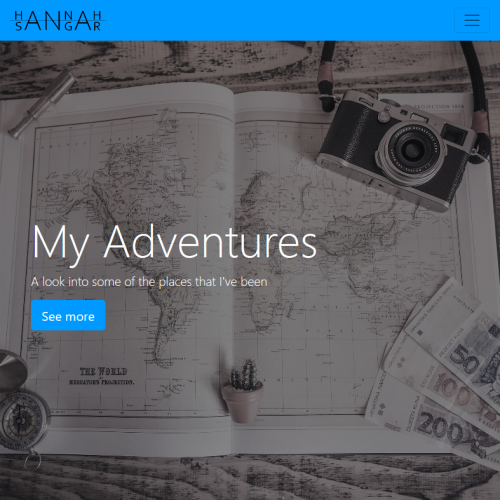 HANNAH
SANGAR
My Adventures
A look into some of the places that I've been
See more
THE WORLD
MERCATOR'S PROJECTION.
50
100
200